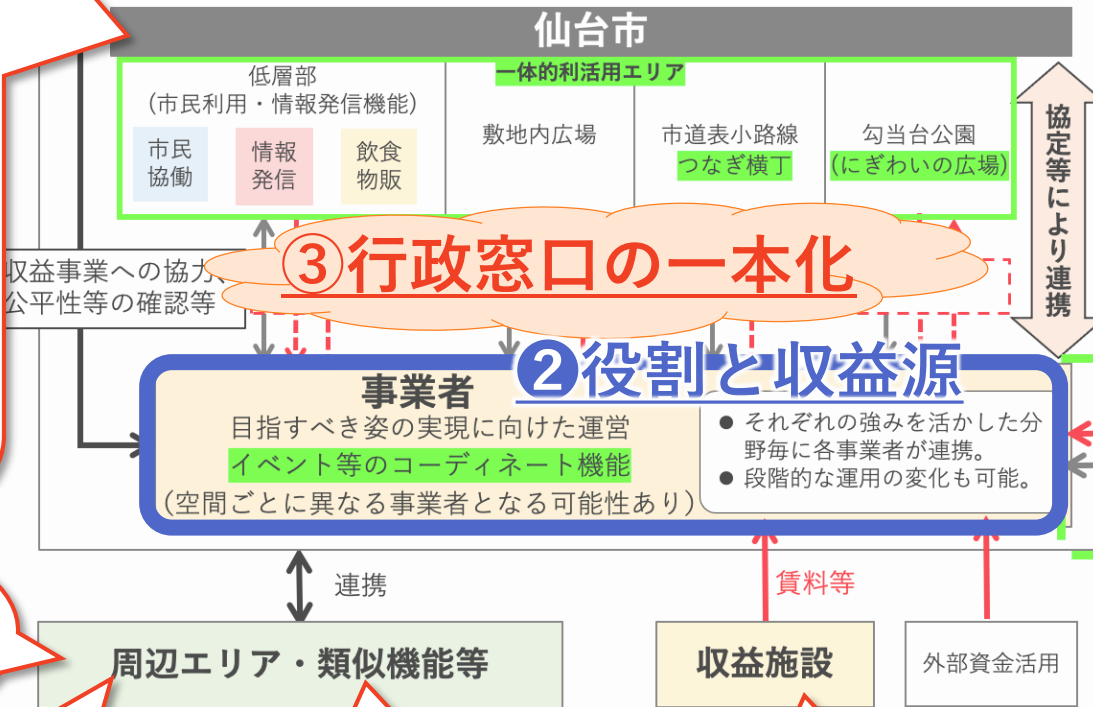 仙台市
一体的利活用エリア
低層部
(市民利用・情報発信機能)
市民
協働
情報
発信
飲食
物販
敷地内広場
市道表小路線
つなぎ横丁
勾当台公園
(にぎわいの広場)
協定等により連携
収益事業への協力、
公平性等の確認等
③行政窓口の一本化
❷役割と収益源
事業者
目指すべき姿の実現に向けた運営
イベント等のコーディネート機能
(空間ごとに異なる事業者となる可能性あり)
● それぞれの強みを活かした分
野毎に各事業者が連携。
● 段階的な運用の変化も可能。
連携
賃料等
周辺エリア・類似機能等
収益施設
外部資金活用